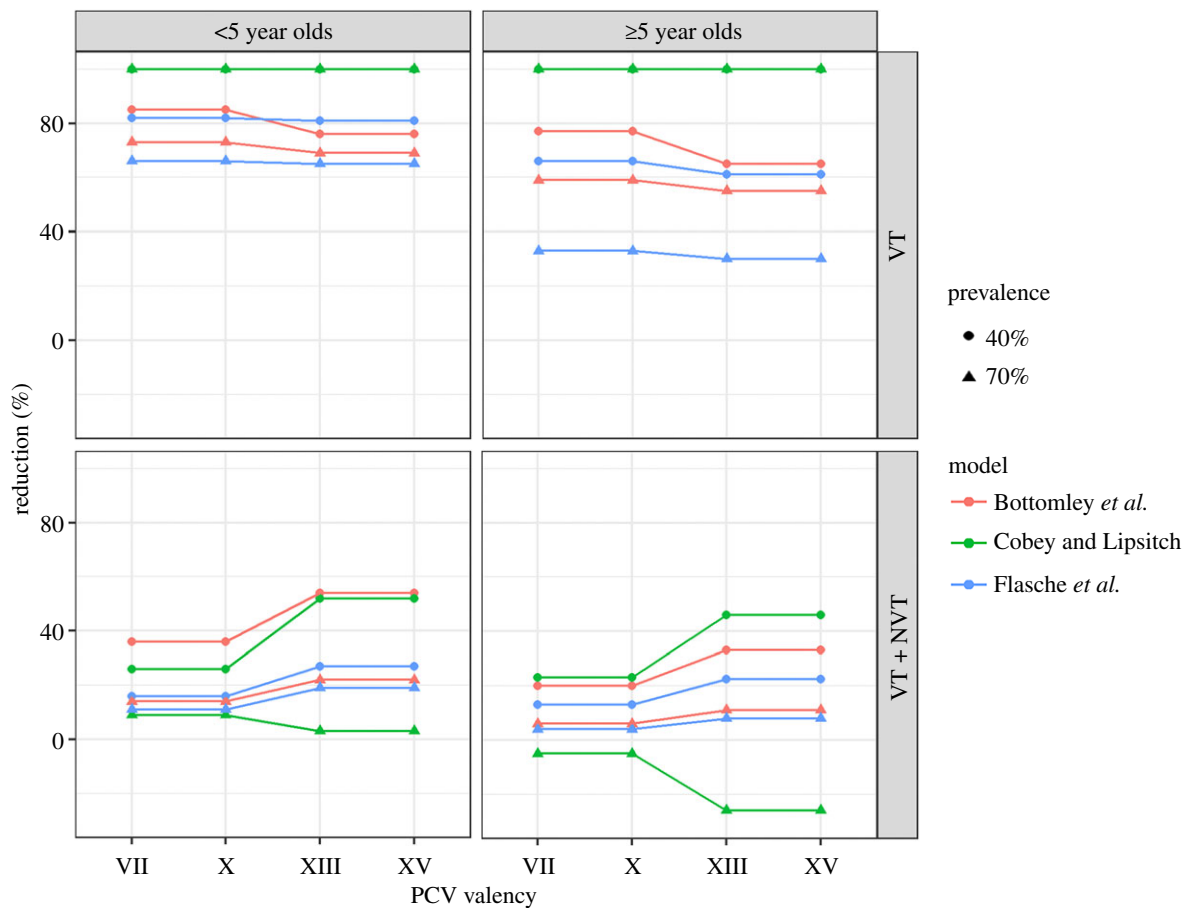 <5 year olds
≥5 year olds
80
40
0
VT
80
40
0
VT + NVT
reduction (%)
VII X XIII XV
VII X XIII XV
PCV valency
prevalence
40%
70%
model
Bottomley et al.
Cobey and Lipsitch
Flasche et al.